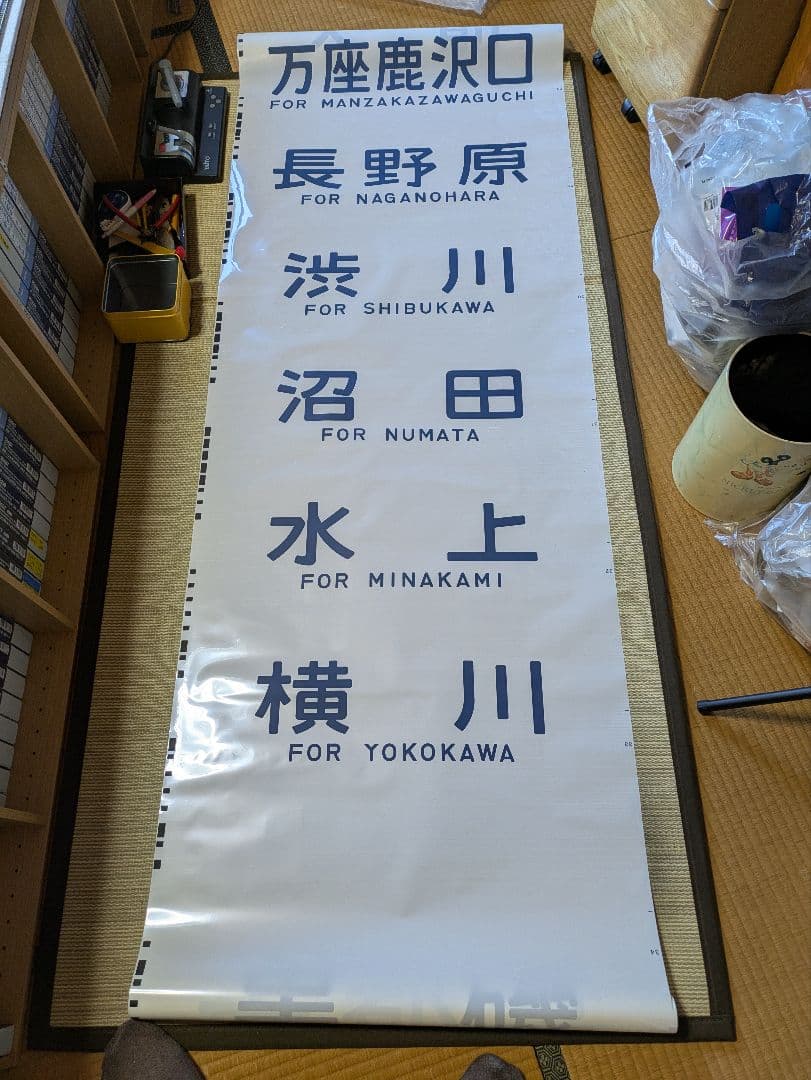 万座鹿沢口
FOR MANZAKAZAWAGUCHI
長野原
FOR NAGANOHARA
渋川
FOR SHIBUKAWA
沼田
FOR NUMATA
水上
FOR MINAKAMI
横川
FOR YOKOKAWA